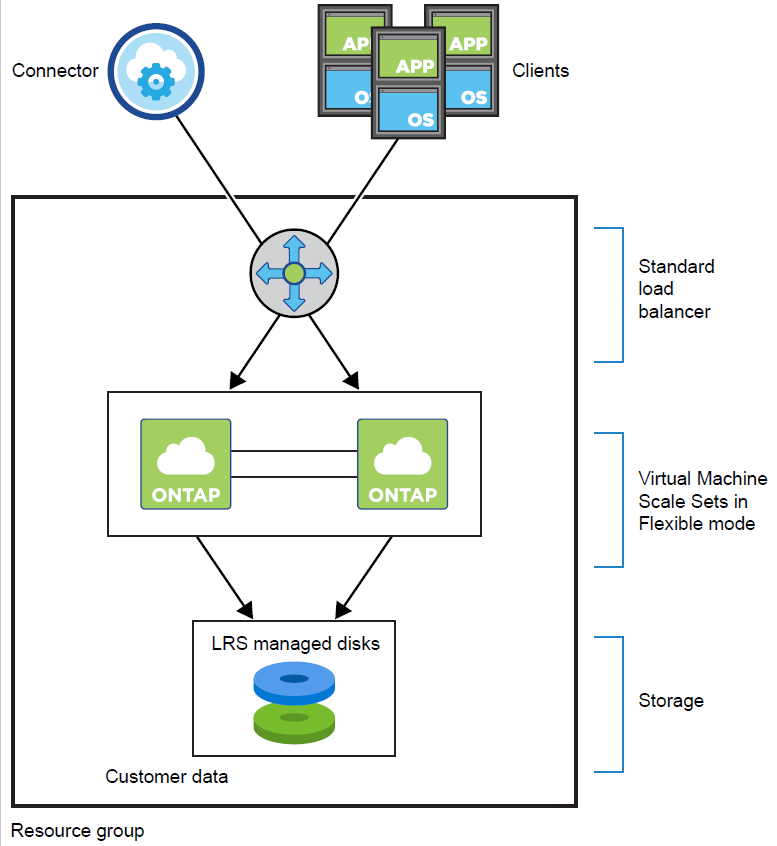 Connector
APP
APP
APP
OS
OS
OS
Clients
Standard
load
balancer
ONTAP
ONTAP
Virtual Machine
Scale Sets in
Flexible mode
LRS managed disks
Storage
Customer data
Resource group